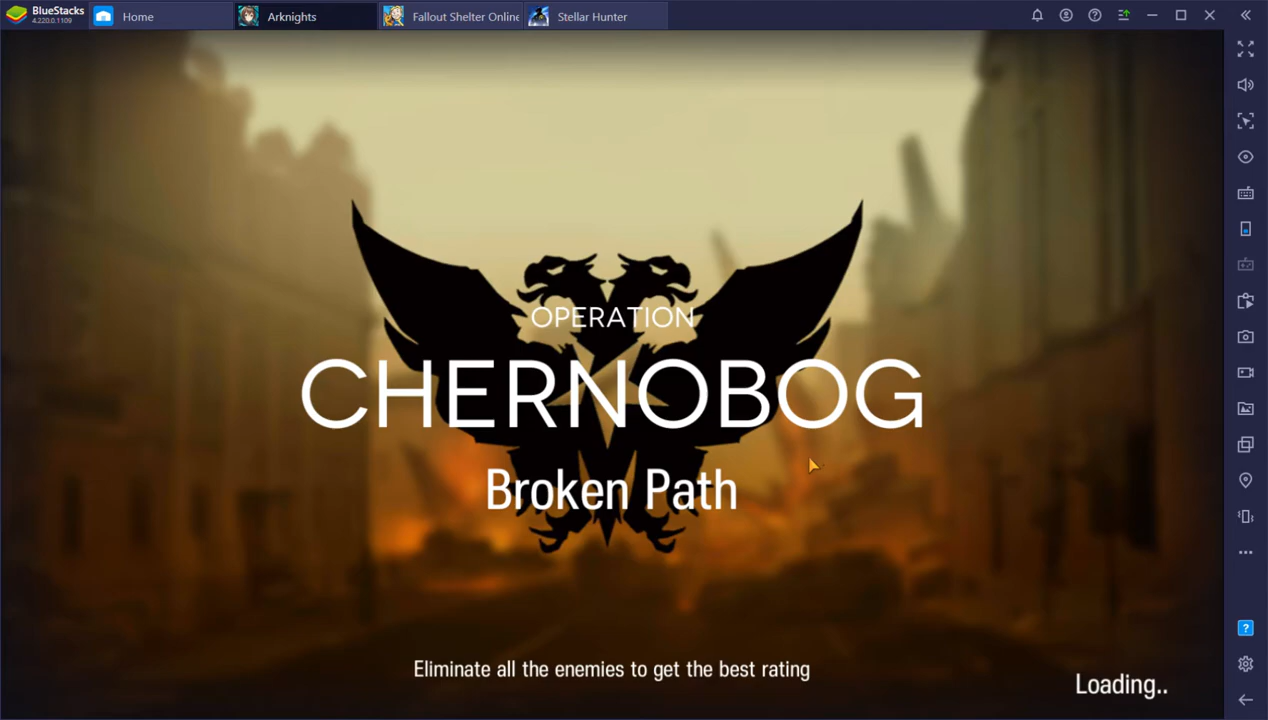 BlueStacks
4.220.0.1109
Home
Arknights
Fallout Shelter Online
Stellar Hunter
OPERATION
CHERNOBOG
Broken Path
Eliminate all the enemies to get the best rating
Loading..